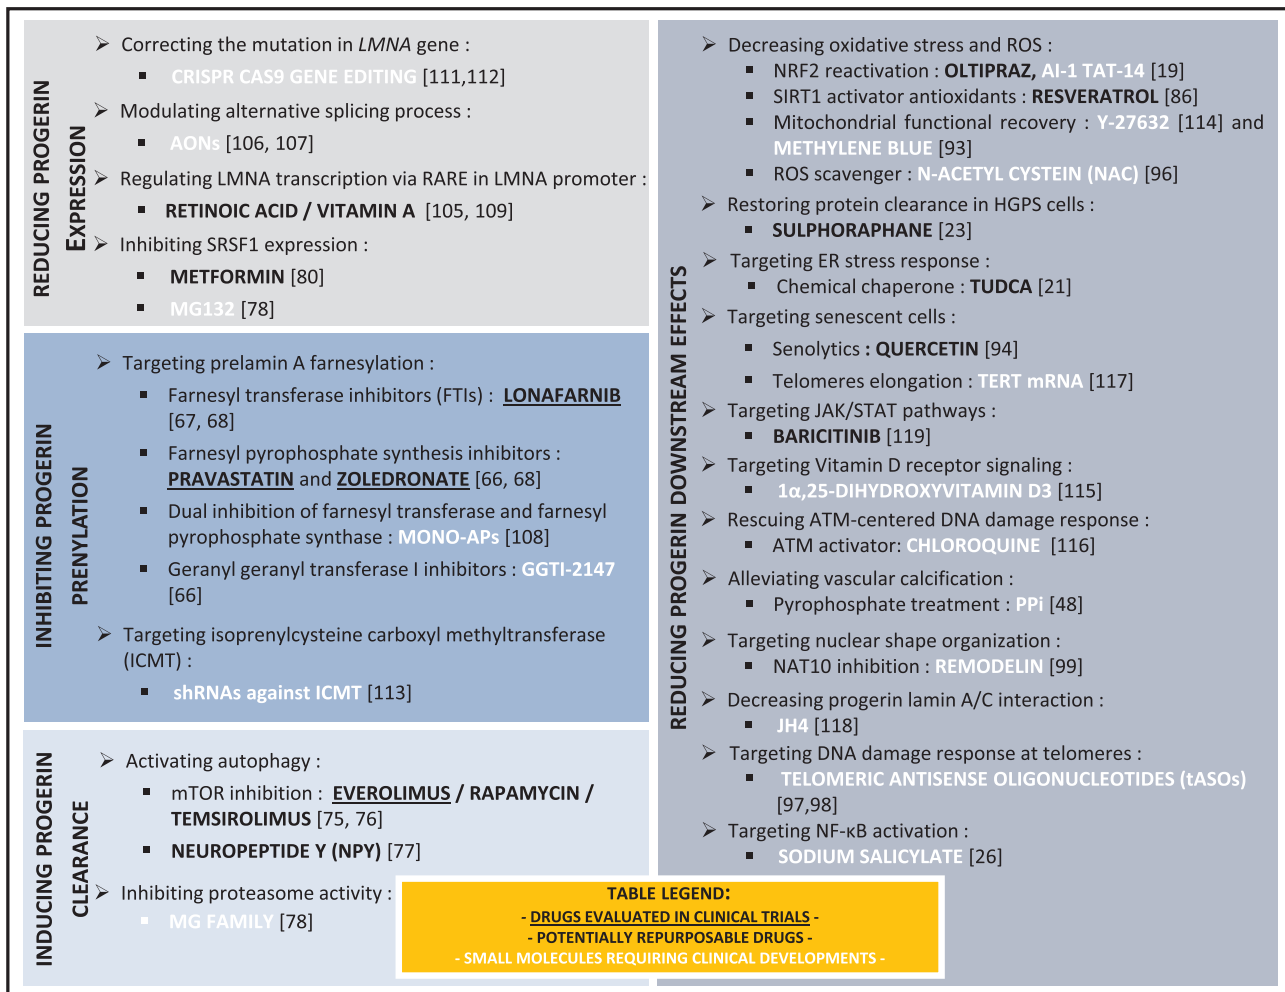 REDUCING PROGERIN
EXPRESSION
➢ Correcting the mutation in LMNA gene :
▪ CRISPR CAS9 GENE EDITING [111,112]
➢ Modulating alternative splicing process :
▪ AONs [106, 107]
➢ Regulating LMNA transcription via RARE in LMNA promoter :
▪ RETINOIC ACID / VITAMIN A [105, 109]
➢ Inhibiting SRSF1 expression :
▪ METFORMIN [80]
▪ MG132 [78]
INHIBITING PROGERIN
PRENYLATION
➢ Targeting prelamin A farnesylation :
▪ Farnesyl transferase inhibitors (FTIs) : LONAFARNIB
[67, 68]
▪ Farnesyl pyrophosphate synthesis inhibitors :
PRAVASTATIN and ZOLEDRONATE [66, 68]
▪ Dual inhibition of farnesyl transferase and farnesyl
pyrophosphate synthase : MONO-APs [108]
▪ Geranyl geranyl transferase I inhibitors : GGTI-2147
[66]
➢ Targeting isoprenylcysteine carboxyl methyltransferase
(ICMT) :
▪ shRNAs against ICMT [113]
INDUCING PROGERIN
CLEARANCE
➢ Activating autophagy :
▪ mTOR inhibition : EVEROLIMUS / RAPAMYCIN /
TEMSIROLIMUS [75, 76]
▪ NEUROPEPTIDE Y (NPY) [77]
➢ Inhibiting proteasome activity :
▪ MG FAMILY [78]
REDUCING PROGERIN DOWNSTREAM EFFECTS
➢ Decreasing oxidative stress and ROS :
▪ NRF2 reactivation : OLTIPRAZ, AI-1 TAT-14 [19]
▪ SIRT1 activator antioxidants : RESVERATROL [86]
▪ Mitochondrial functional recovery : Y-27632 [114] and
METHYLENE BLUE [93]
▪ ROS scavenger : N-ACETYL CYSTEIN (NAC) [96]
➢ Restoring protein clearance in HGPS cells :
▪ SULPHORAPHANE [23]
➢ Targeting ER stress response :
▪ Chemical chaperone : TUDCA [21]
➢ Targeting senescent cells :
▪ Senolytics : QUERCETIN [94]
▪ Telomeres elongation : TERT mRNA [117]
➢ Targeting JAK/STAT pathways :
▪ BARICITINIB [119]
➢ Targeting Vitamin D receptor signaling :
▪ 1α,25-DIHYDROXYVITAMIN D3 [115]
➢ Rescuing ATM-centered DNA damage response :
▪ ATM activator: CHLOROQUINE [116]
➢ Alleviating vascular calcification :
▪ Pyrophosphate treatment : PPi [48]
➢ Targeting nuclear shape organization :
▪ NAT10 inhibition : REMODELIN [99]
➢ Decreasing progerin lamin A/C interaction :
▪ JH4 [118]
➢ Targeting DNA damage response at telomeres :
▪ TELOMERIC ANTISENSE OLIGONUCLEOTIDES (tASOs)
[97,98]
➢ Targeting NF-κB activation :
▪ SODIUM SALICYLATE [26]
TABLE LEGEND:
- DRUGS EVALUATED IN CLINICAL TRIALS -
- POTENTIALLY REPURPOSABLE DRUGS -
- SMALL MOLECULES REQUIRING CLINICAL DEVELOPMENTS -